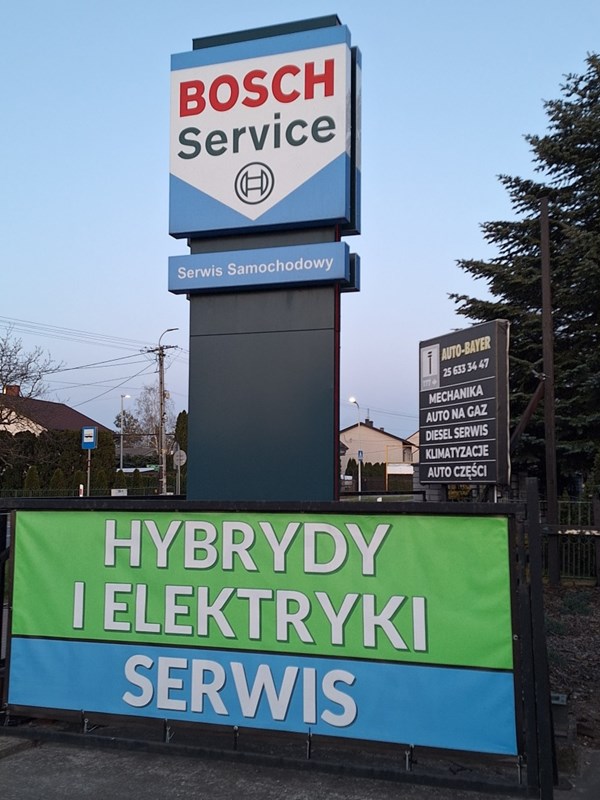 BOSCH
Service
Serwis Samochodowy
AUTO-BAYER
25 633 34 47
MECHANIKA
AUTO NA GAZ
DIESEL SERWIS
KLIMATYZACJE
AUTO CZĘŚCI
HYBRYDY
I ELEKTRYKI
SERWIS